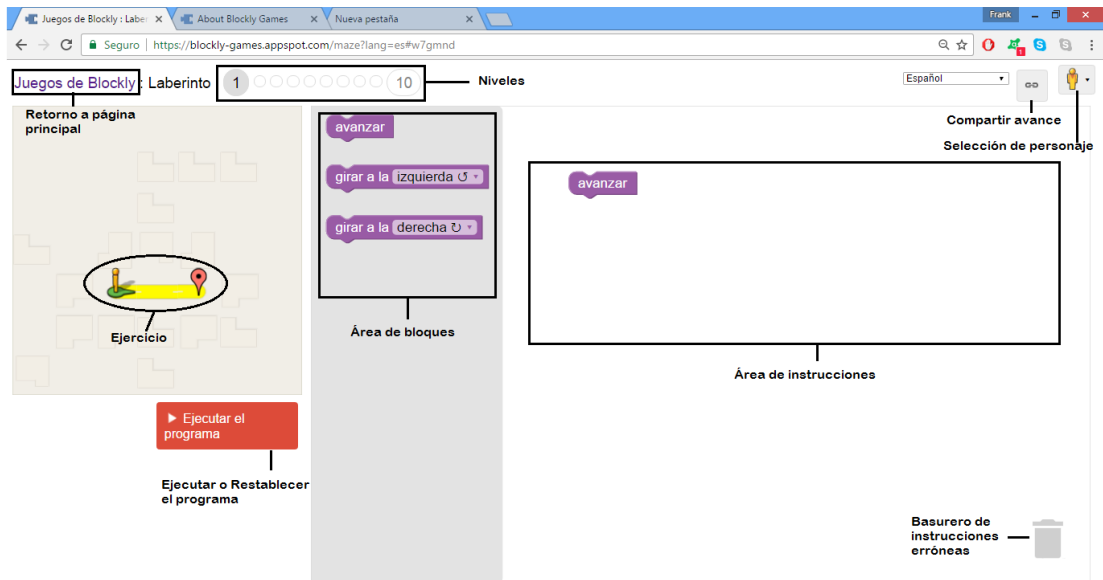 Juegos de Blockly : Labe
About Blockly Games
Nueva pestaña
Frank
Seguro
https://blockly-games.appspot.com/maze?lang=es#w7gmnd
1
Juegos de Blockly : Laberinto
1
10
Niveles
Español
Retorno a página
principal
Compartir avance
Selección de personaje
avanzar
girar a la izquierda
girar a la derecha
avanzar
Ejercicio
Área de bloques
Área de instrucciones
Ejecutar el
programa
Ejecutar o Restablecer
el programa
Basurero de
instrucciones
erróneas